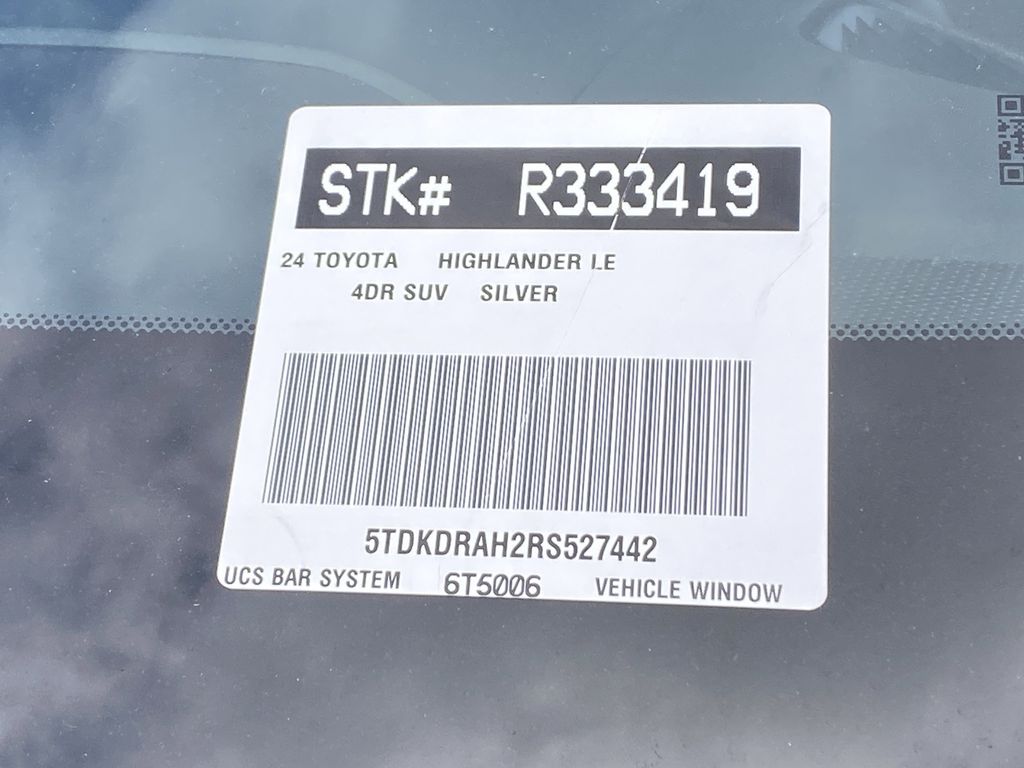 STK# R333419
24 TOYOTA HIGHLANDER LE
4DR SUV SILVER
5TDKDRAH2RS527442
UCS BAR SYSTEM 6T5006 VEHICLE WINDOW